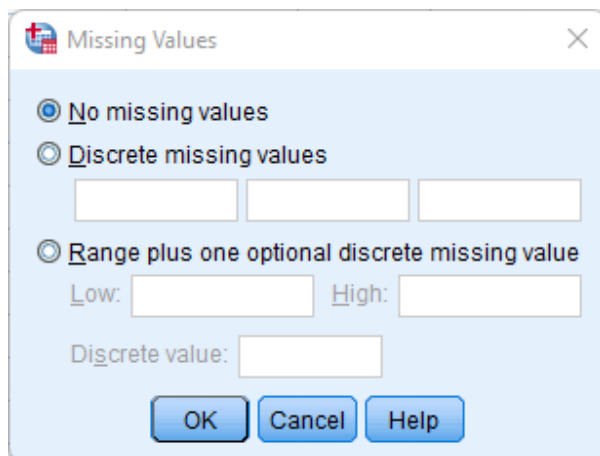 Missing Values
No missing values
Discrete missing values
Range plus one optional discrete missing value
Low: High:
Discrete value:
OK Cancel Help